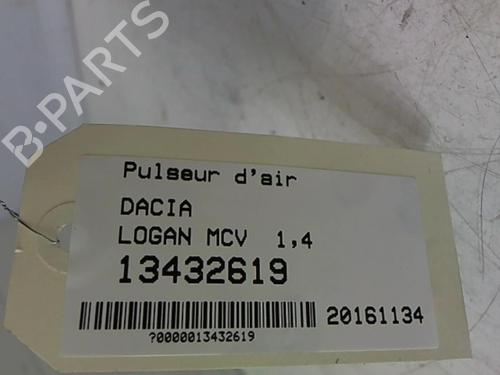 B-PARTS
Pulseur d'air
DACIA
LOGAN MCV 1,4
13432619
20161134
?0000013432619